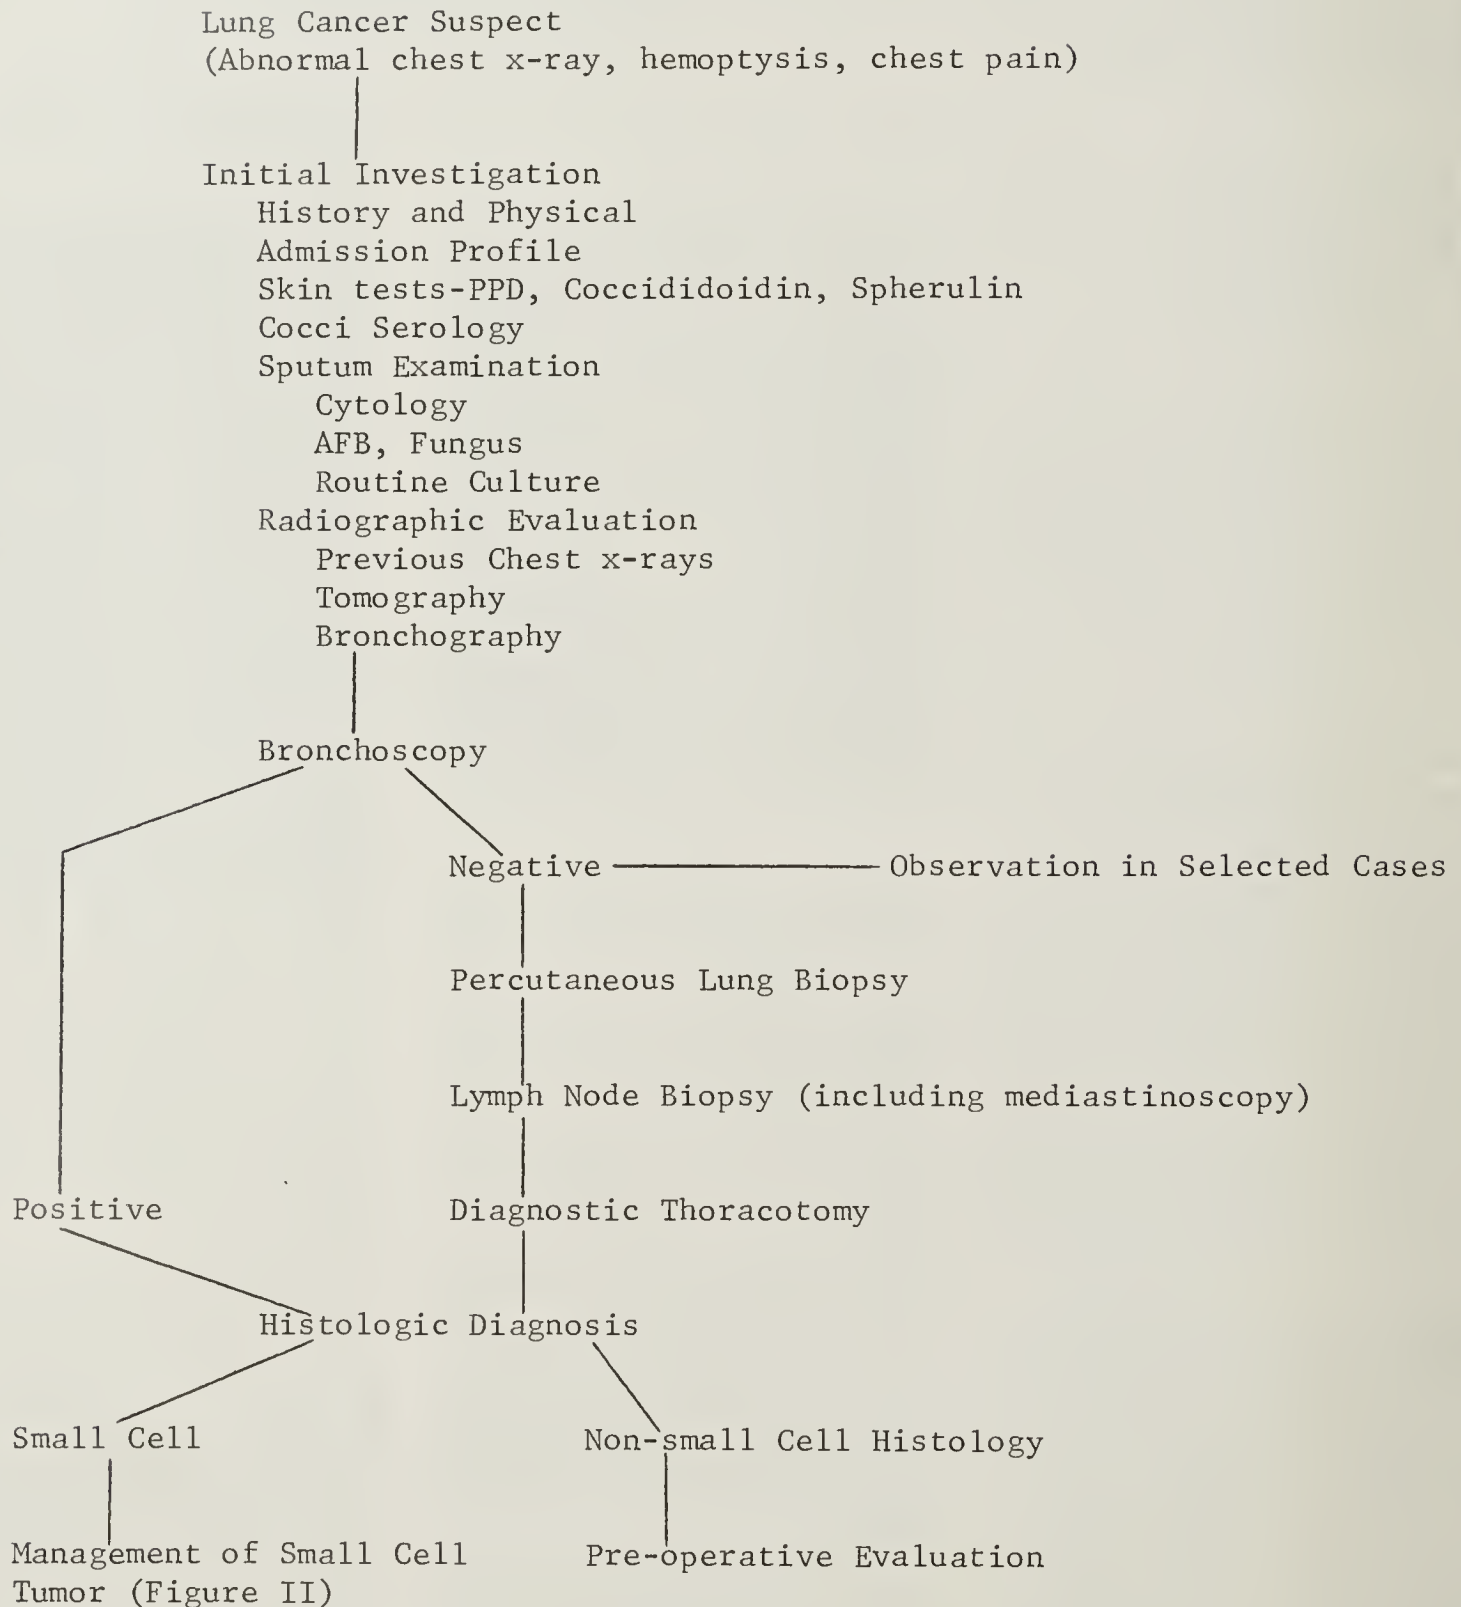 Lung Cancer Suspect
(Abnormal chest x-ray, hemoptysis, chest pain)
Initial Investigation
History and Physical
Admission Profile
Skin tests-PPD, Coccididoidin, Spherulin
Cocci Serology
Sputum Examination
Cytology
AFB, Fungus
Routine Culture
Radiographic Evaluation
Previous Chest x-rays
Tomography
Bronchography
Bronchoscopy
Negative
Observation in Selected Cases
Percutaneous Lung Biopsy
Lymph Node Biopsy (including mediastinoscopy)
Positive
Diagnostic Thoracotomy
Histologic Diagnosis
Small Cell
Non-small Cell Histology
Management of Small Cell
Tumor (Figure II)
Pre-operative Evaluation